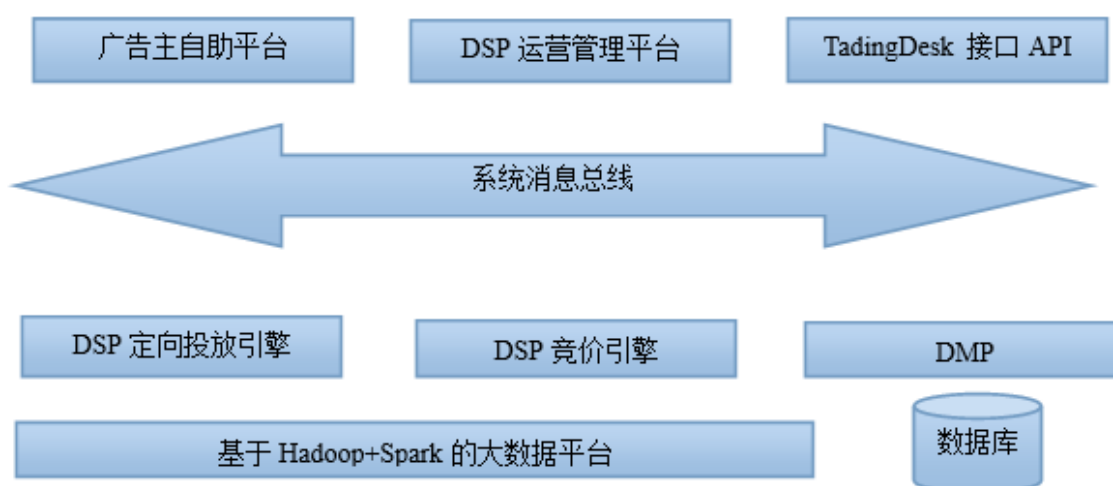 广告主自助平台
DSP 运营管理平台
TadingDesk 接口 API
系统消息总线
DSP 定向投放引擎
DSP 竞价引擎
DMP
基于 Hadoop+Spark 的大数据平台
数据库